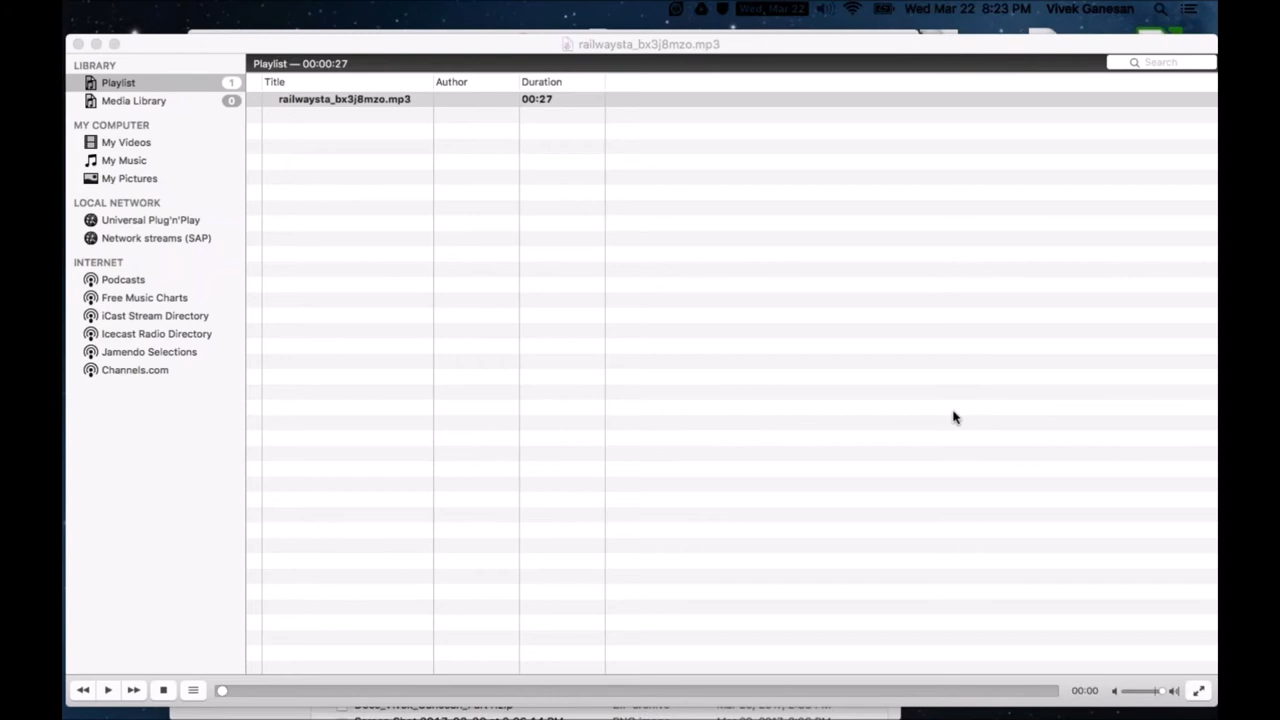 Wed, Mar 22 Wed Mar 22 8:23 PM Vivek Ganesan
railwaysta_bx3j8mzo.mp3
LIBRARY
Playlist 1
Media Library 0
MY COMPUTER
My Videos
My Music
My Pictures
LOCAL NETWORK
Universal Plug'n'Play
Network streams (SAP)
INTERNET
Podcasts
Free Music Charts
iCast Stream Directory
Icecast Radio Directory
Jamendo Selections
Channels.com
Playlist — 00:00:27 Search
Title Author Duration
railwaysta_bx3j8mzo.mp3 00:27
00:00